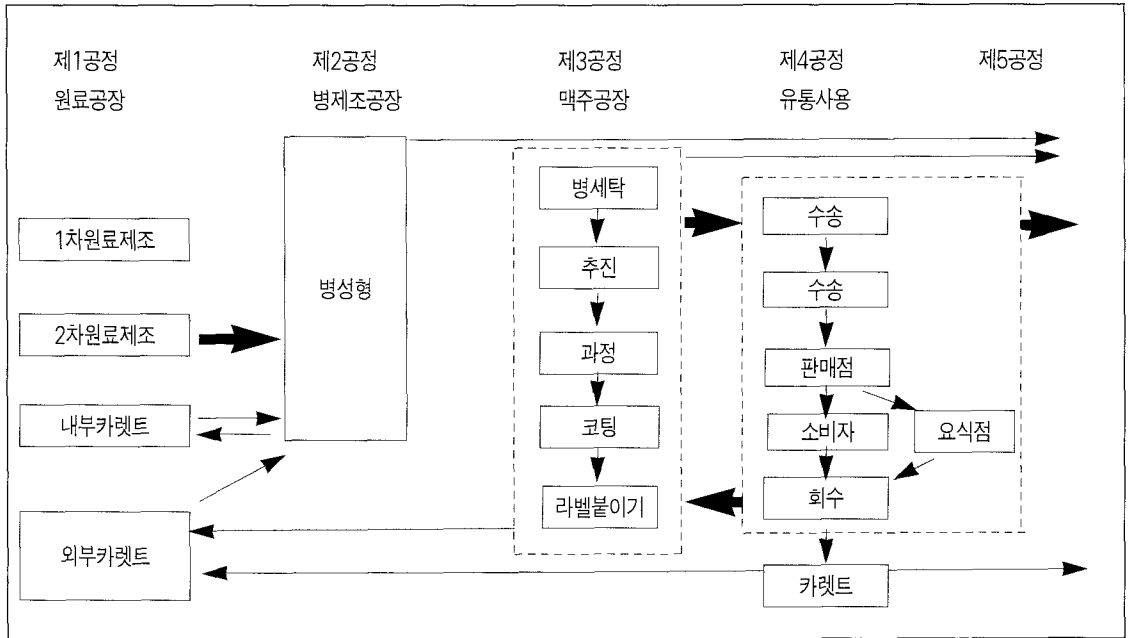 제1공정
원료공장
제2공정
병제조공장
제3공정
맥주공장
제4공정
유통사용
제5공정
1차원료제조
2차원료제조
내부카렛트
외부카렛트
병성형
병세탁
추진
과정
코팅
라벨붙이기
수송
수송
판매점
소비자
요식점
회수
카렛트